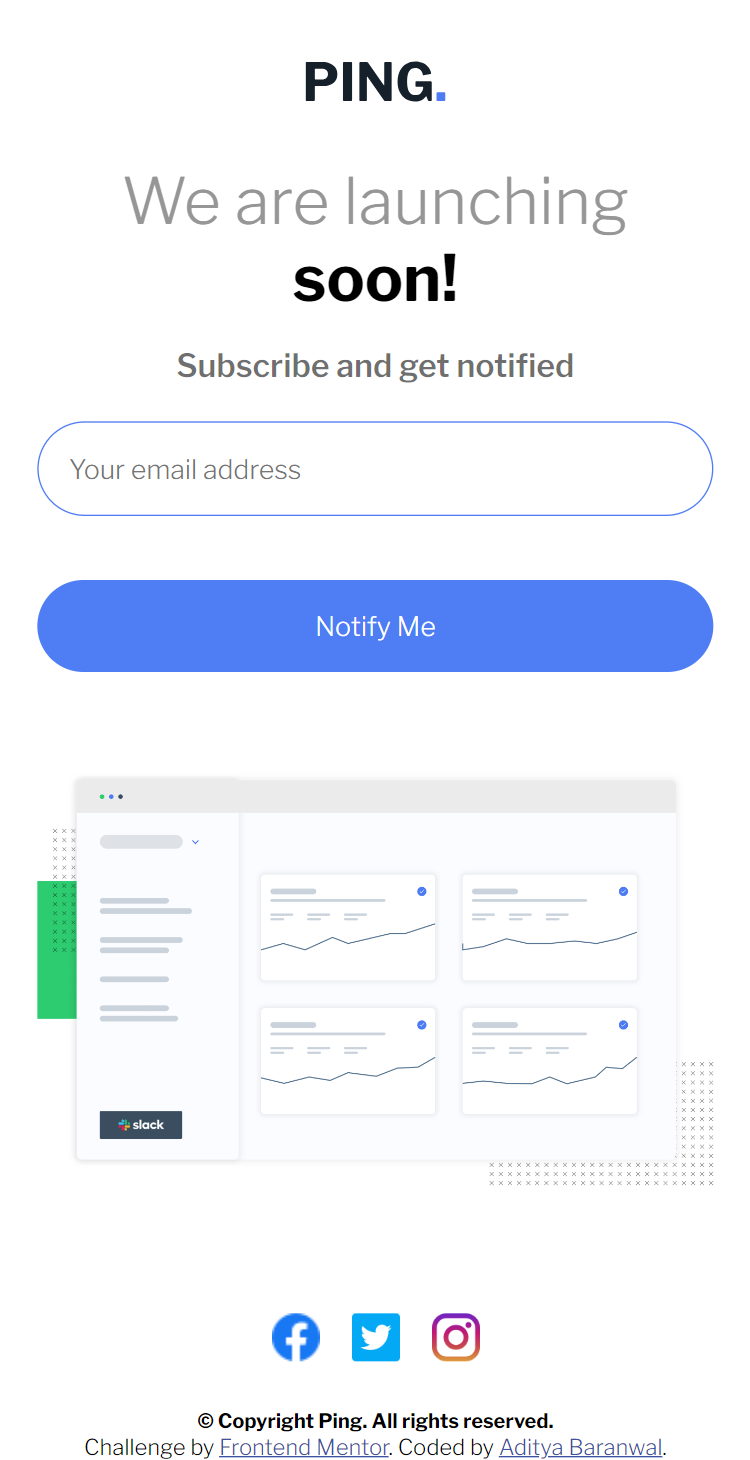 PING.
We are launching
soon!
Subscribe and get notified
Your email address
Notify Me
slack
© Copyright Ping. All rights reserved.
Challenge by Frontend Mentor. Coded by Aditya Baranwal.